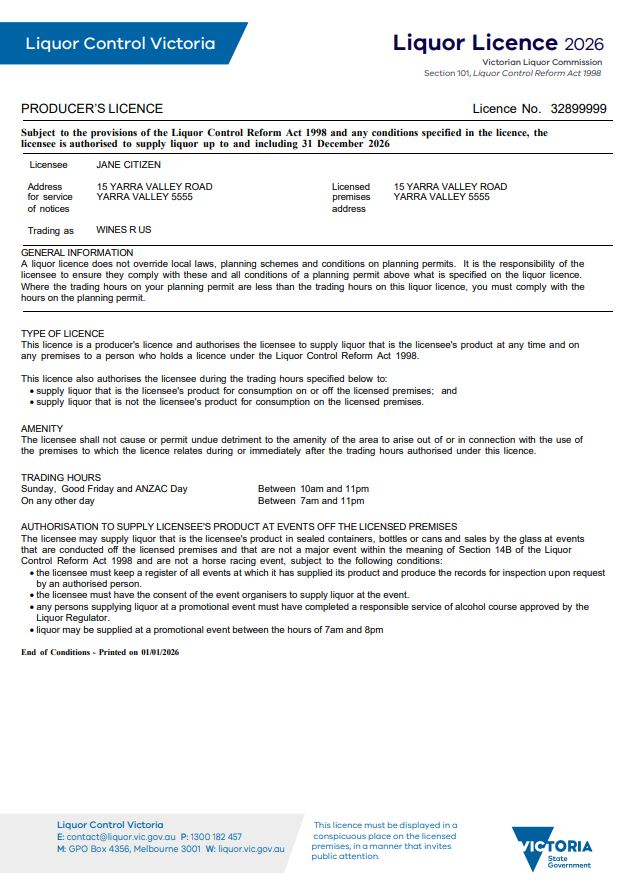 Liquor Control Victoria
Liquor Licence 2026
Victorian Liquor Commission
Section 101, Liquor Control Reform Act 1998
PRODUCER'S LICENCE
Licence No. 32899999
Subject to the provisions of the Liquor Control Reform Act 1998 and any conditions specified in the licence, the
licensee is authorised to supply liquor up to and including 31 December 2026
Licensee JANE CITIZEN
Address 15 YARRA VALLEY ROAD
for service YARRA VALLEY 5555
of notices
Licensed 15 YARRA VALLEY ROAD
premises YARRA VALLEY 5555
address
Trading as WINES R US
GENERAL INFORMATION
A liquor licence does not override local laws, planning schemes and conditions on planning permits. It is the responsibility of the
licensee to ensure they comply with these and all conditions of a planning permit above what is specified on the liquor licence.
Where the trading hours on your planning permit are less than the trading hours on this liquor licence, you must comply with the
hours on the planning permit.
TYPE OF LICENCE
This licence is a producer's licence and authorises the licensee to supply liquor that is the licensee's product at any time and on
any premises to a person who holds a licence under the Liquor Control Reform Act 1998.
This licence also authorises the licensee during the trading hours specified below to:
• supply liquor that is the licensee's product for consumption on or off the licensed premises; and
• supply liquor that is not the licensee's product for consumption on the licensed premises.
AMENITY
The licensee shall not cause or permit undue detriment to the amenity of the area to arise out of or in connection with the use of
the premises to which the licence relates during or immediately after the trading hours authorised under this licence.
TRADING HOURS
Sunday, Good Friday and ANZAC Day Between 10am and 11pm
On any other day Between 7am and 11pm
AUTHORISATION TO SUPPLY LICENSEE'S PRODUCT AT EVENTS OFF THE LICENSED PREMISES
The licensee may supply liquor that is the licensee's product in sealed containers, bottles or cans and sales by the glass at events
that are conducted off the licensed premises and that are not a major event within the meaning of Section 14B of the Liquor
Control Reform Act 1998 and are not a horse racing event, subject to the following conditions:
• the licensee must keep a register of all events at which it has supplied its product and produce the records for inspection upon request
by an authorised person.
• the licensee must have the consent of the event organisers to supply liquor at the event.
• any persons supplying liquor at a promotional event must have completed a responsible service of alcohol course approved by the
Liquor Regulator.
• liquor may be supplied at a promotional event between the hours of 7am and 8pm
End of Conditions - Printed on 01/01/2026
Liquor Control Victoria
E: contact@liquor.vic.gov.au P: 1300 182 457
M: GPO Box 4356, Melbourne 3001 W: liquor.vic.gov.au
This licence must be displayed in a
conspicuous place on the licensed
premises, in a manner that invites
public attention.
VICTORIA
State
Government